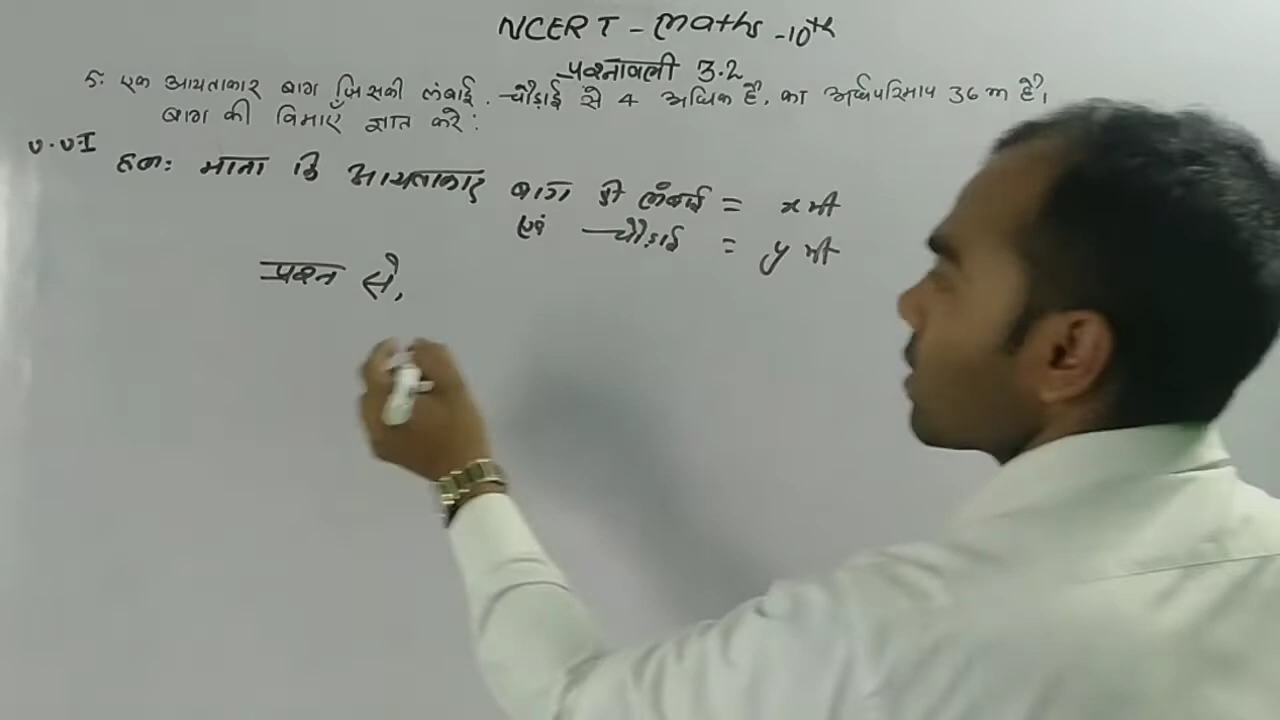 NCERT - Maths - 10th
प्रश्नावली 3.2
5. एक आयताकार बाग जिसकी लंबाई, चौड़ाई से 4 अधिक है, का अर्धपरिमाप 36 m है।
बाग की विमाएँ ज्ञात करें :
V.V.I
हल: माना कि आयताकार बाग की लंबाई = x मी
एवं चौड़ाई = y मी
प्रश्न से,